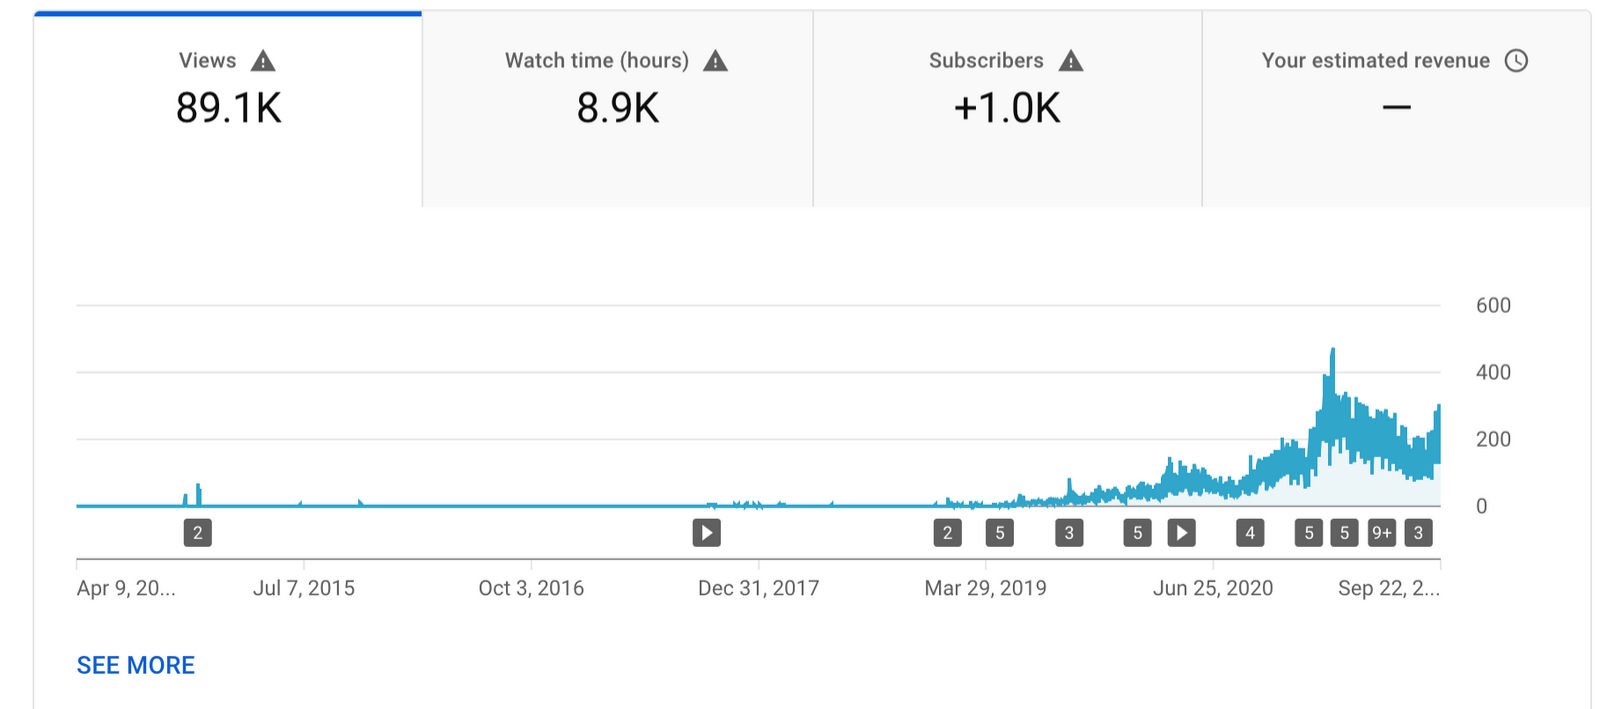 Views
Watch time (hours)
Subscribers
Your estimated revenue
89.1K
8.9K
+1.0K
—
600
400
200
0
2
2
5
3
5
4
5
5
9+
3
Apr 9, 20...
Jul 7, 2015
Oct 3, 2016
Dec 31, 2017
Mar 29, 2019
Jun 25, 2020
Sep 22, 2...
SEE MORE